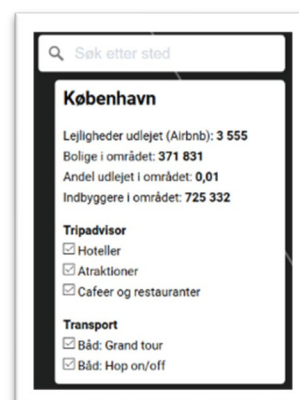 Søk etter sted
København
Lejligheder udlejet (Airbnb): 3 555
Bolige i området: 371 831
Andel udlejet i området: 0,01
Indbyggere i området: 725 332
Tripadvisor
Hoteller
Atraktioner
Cafeer og restauranter
Transport
Båd: Grand tour
Båd: Hop on/off